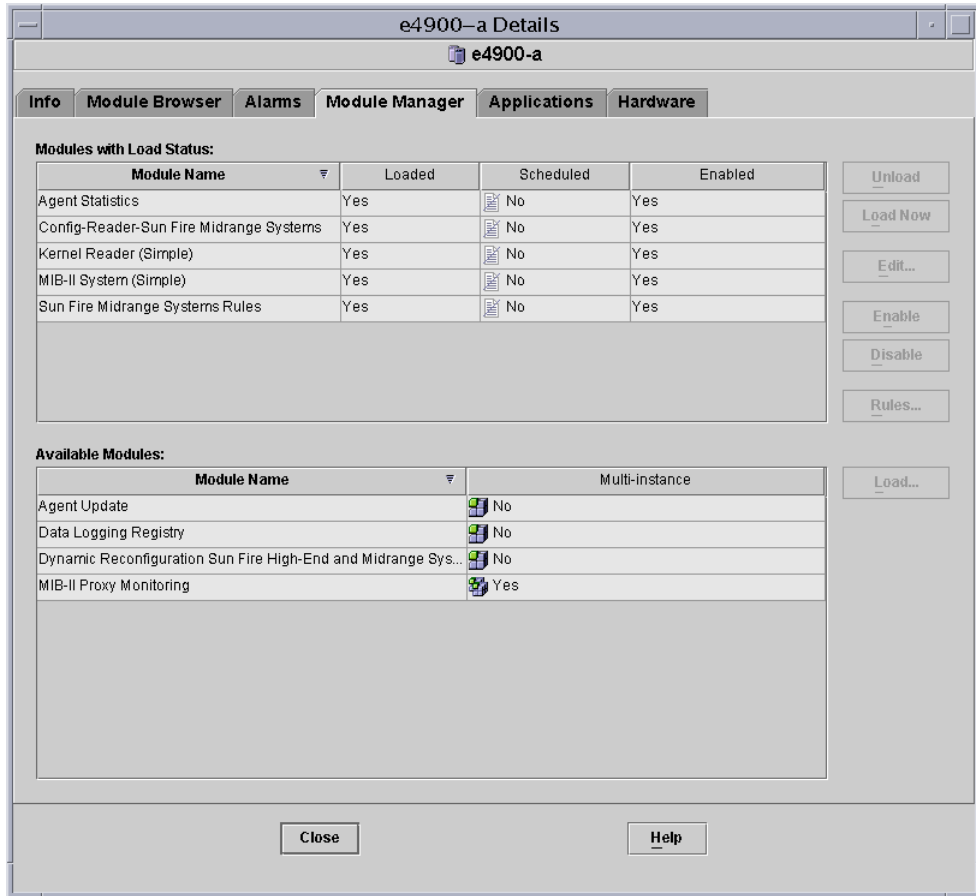 e4900–a Details
e4900-a
Info Module Browser Alarms Module Manager Applications Hardware
Modules with Load Status:
Module Name Loaded Scheduled Enabled
Agent Statistics Yes No Yes
Config-Reader-Sun Fire Midrange Systems Yes No Yes
Kernel Reader (Simple) Yes No Yes
MIB-II System (Simple) Yes No Yes
Sun Fire Midrange Systems Rules Yes No Yes
Unload
Load Now
Edit...
Enable
Disable
Rules...
Available Modules:
Module Name Multi-instance
Agent Update No
Data Logging Registry No
Dynamic Reconfiguration Sun Fire High-End and Midrange Sys... No
MIB-II Proxy Monitoring Yes
Load...
Close Help